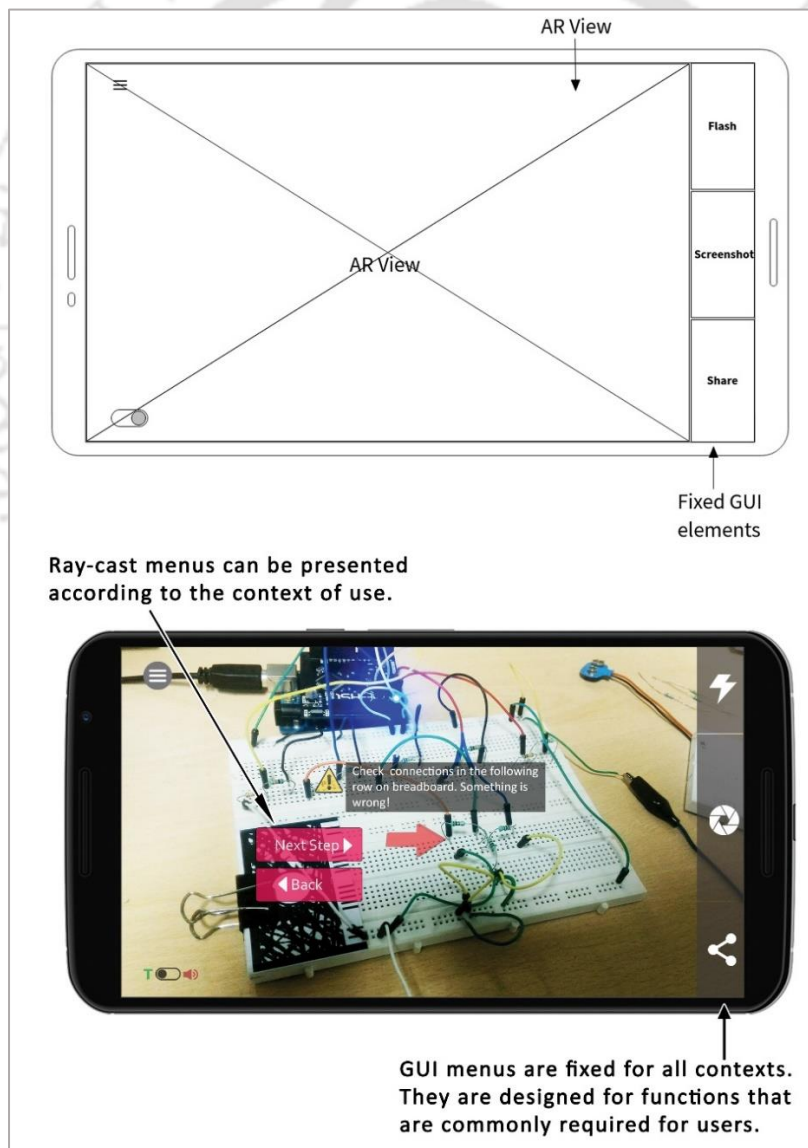 AR View
Flash
AR View
Screenshot
Share
Fixed GUI
elements
Ray-cast menus can be presented
according to the context of use.
Check connections in the following
row on breadboard. Something is
wrong!
Next Step
Back
T
GUI menus are fixed for all contexts.
They are designed for functions that
are commonly required for users.